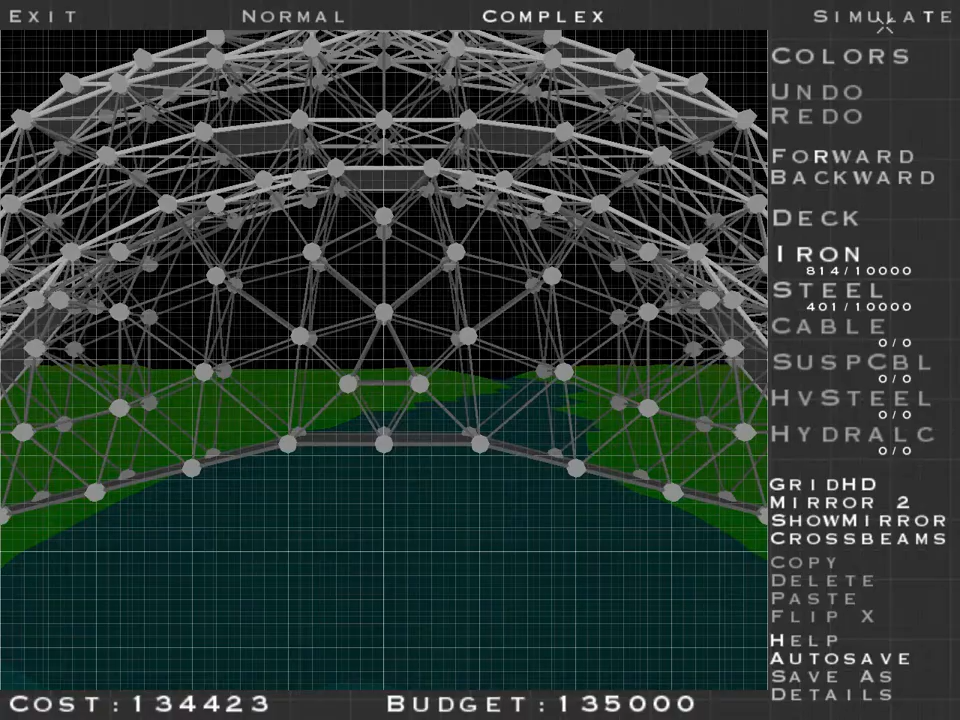 EXIT NORMAL COMPLEX SIMULATE
COLORS
UNDO
REDO
FORWARD
BACKWARD
DECK
IRON
814/10000
STEEL
401/10000
CABLE
0/0
SUSPCBL
0/0
HVSTEEL
0/0
HYDRALC
0/0
GRIDHD
MIRROR 2
SHOWMIRROR
CROSSBEAMS
COPY
DELETE
PASTE
FLIP X
HELP
AUTOSAVE
SAVE AS
DETAILS
COST:134423 BUDGET:135000